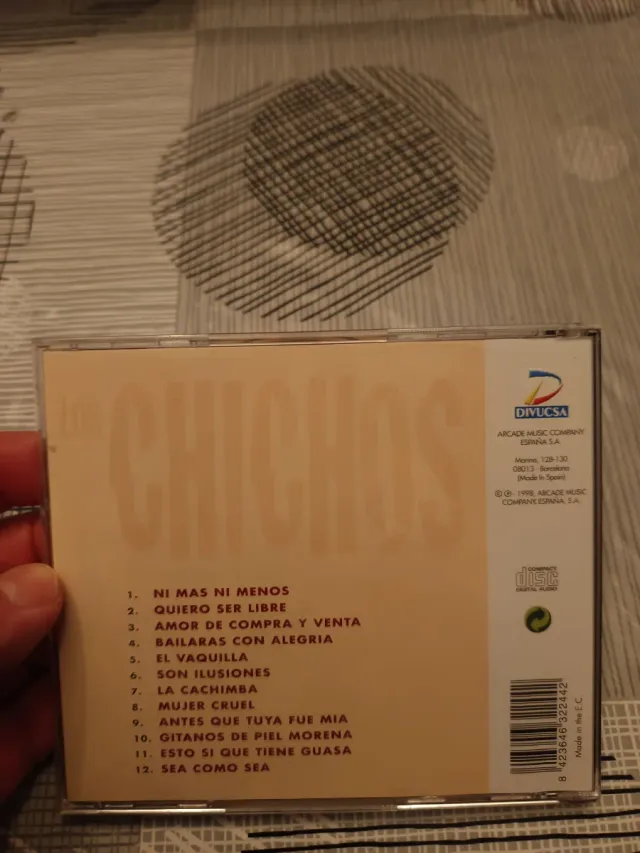 Los
CHICHOS
1. NI MAS NI MENOS
2. QUIERO SER LIBRE
3. AMOR DE COMPRA Y VENTA
4. BAILARAS CON ALEGRIA
5. EL VAQUILLA
6. SON ILUSIONES
7. LA CACHIMBA
8. MUJER CRUEL
9. ANTES QUE TUYA FUE MIA
10. GITANOS DE PIEL MORENA
11. ESTO SI QUE TIENE GUASA
12. SEA COMO SEA
D
DIVUCSA
ARCADE MUSIC COMPANY
ESPAÑA S.A.
Marina, 128-130
08013 - Barcelona
(Made In Spain)
© ℗ 1998, ARCADE MUSIC
COMPANY ESPAÑA, S.A.
COMPACT
disc
DIGITAL AUDIO
8 423646 322442
Made in the E.C.